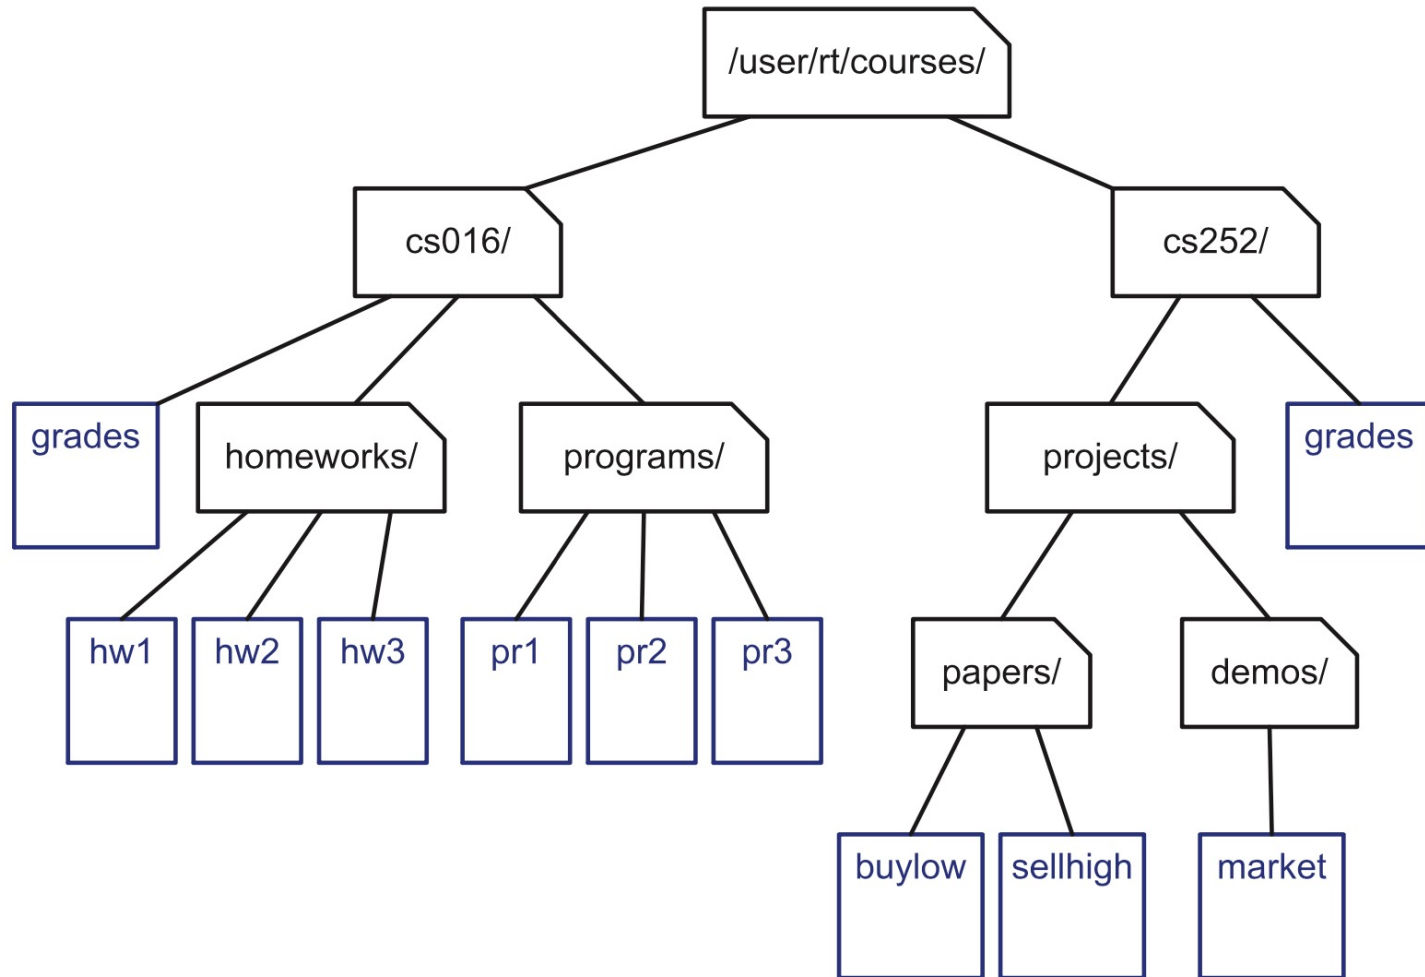 /user/rt/courses/
cs016/
cs252/
grades
homeworks/
programs/
projects/
grades
hw1
hw2
hw3
pr1
pr2
pr3
papers/
demos/
buylow
sellhigh
market